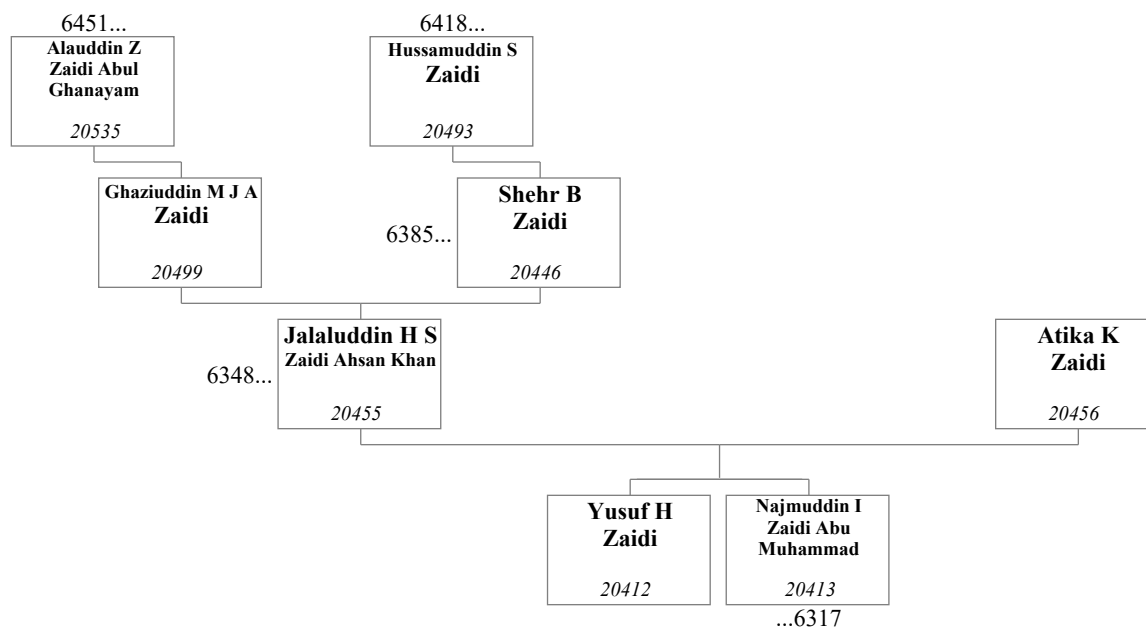 6451...
Alauddin Z
Zaidi Abul
Ghanayam
20535
6418...
Hussamuddin S
Zaidi
20493
Ghaziuddin M J A
Zaidi
20499
6385...
Shehr B
Zaidi
20446
6348...
Jalaluddin H S
Zaidi Ahsan Khan
20455
Atika K
Zaidi
20456
Yusuf H
Zaidi
20412
Najmuddin I
Zaidi Abu
Muhammad
20413
...6317